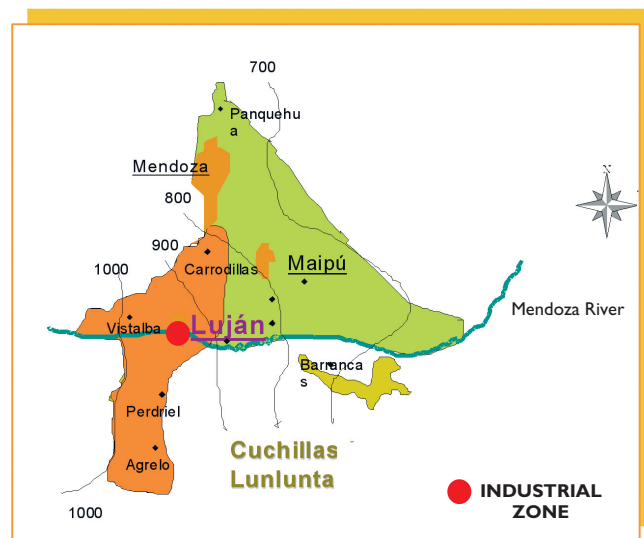 700
Panquehu
a
N
Mendoza
800
900
Carrodillas
Maipú
1000
Mendoza River
Vistalba
Luján
Barranca
s
Perdriel
Cuchillas
Lunlunta
Agrelo
INDUSTRIAL
ZONE
1000